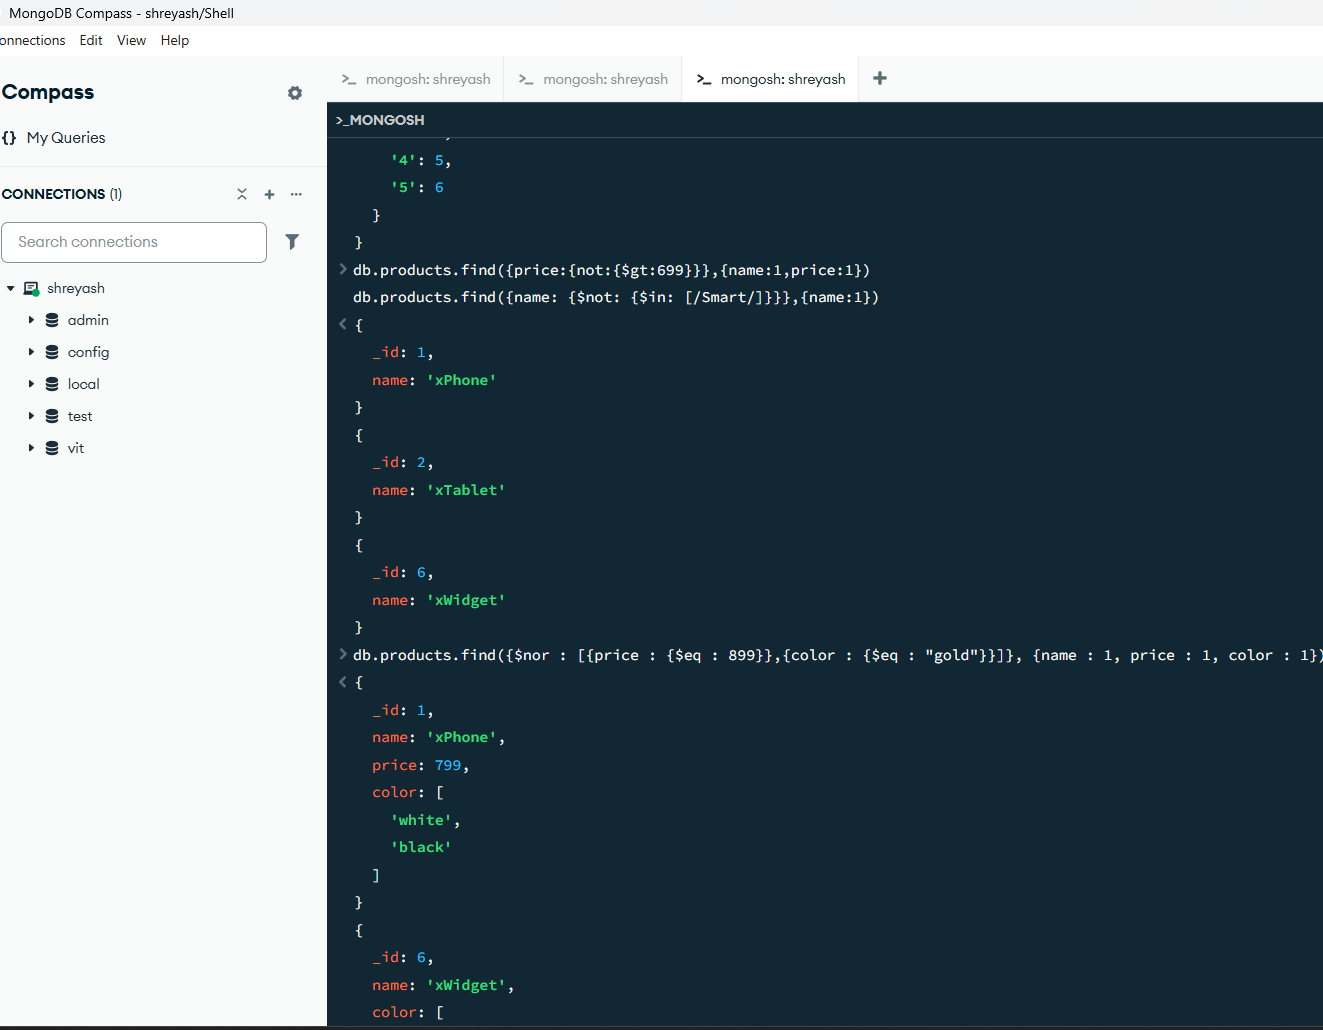 MongoDB Compass - shreyash/Shell
onnections Edit View Help
Compass
My Queries
CONNECTIONS (1)
Search connections
shreyash
admin
config
local
test
vit
mongosh: shreyash
mongosh: shreyash
mongosh: shreyash
>_MONGOSH
'4': 5,
'5': 6
}
}
db.products.find({price:{not:{$gt:699}}},{name:1,price:1})
db.products.find({name: {$not: {$in: [/Smart/]}}},{name:1})
{
_id: 1,
name: 'xPhone'
}
{
_id: 2,
name: 'xTablet'
}
{
_id: 6,
name: 'xWidget'
}
db.products.find({$nor : [{price : {$eq : 899}},{color : {$eq : "gold"}}]}, {name : 1, price : 1, color : 1})
{
_id: 1,
name: 'xPhone',
price: 799,
color: [
'white',
'black'
]
}
{
_id: 6,
name: 'xWidget',
color: [